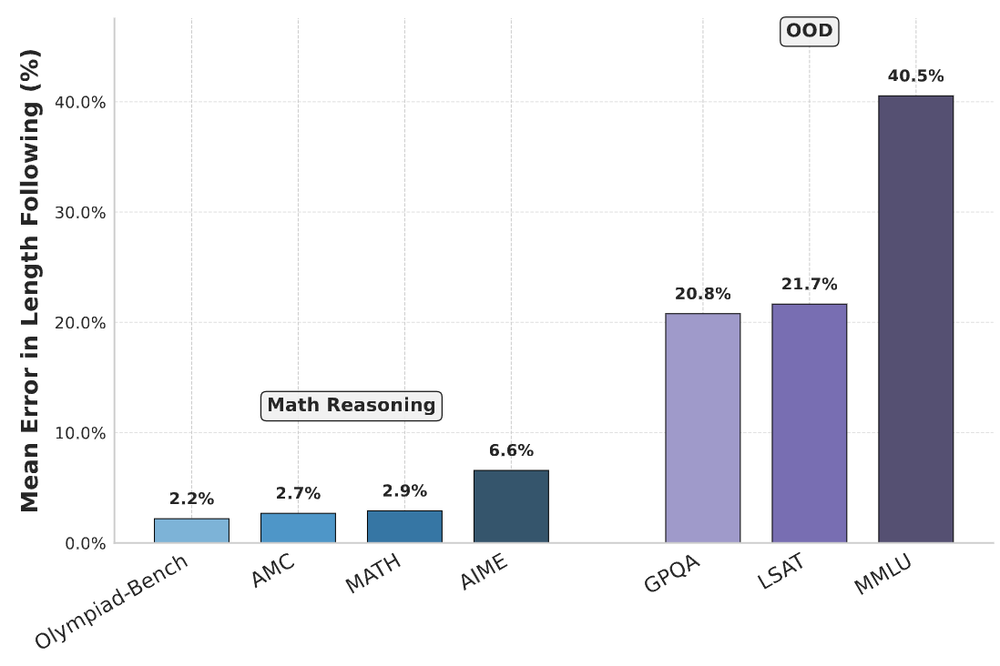 Mean Error in Length Following (%)
40.0%
30.0%
20.0%
10.0%
0.0%
Math Reasoning
OOD
2.2%
2.7%
2.9%
6.6%
20.8%
21.7%
40.5%
Olympiad-Bench
AMC
MATH
AIME
GPQA
LSAT
MMLU